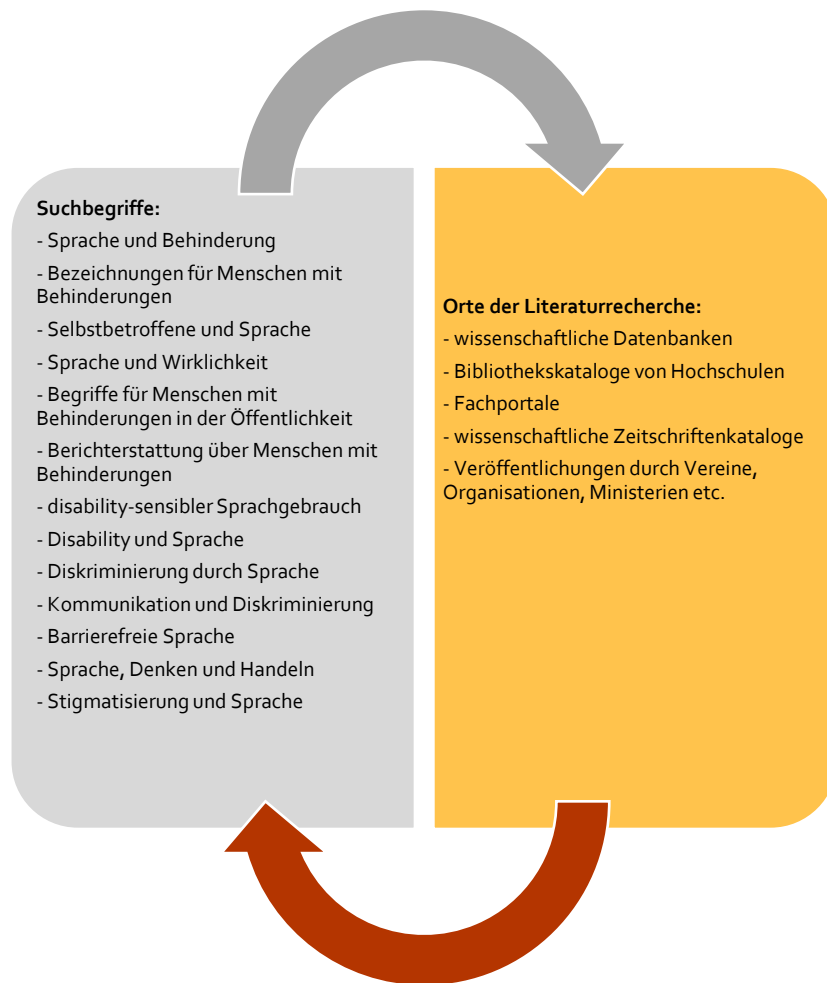 Suchbegriffe:
- Sprache und Behinderung
- Bezeichnungen für Menschen mit
Behinderungen
- Selbstbetroffene und Sprache
- Sprache und Wirklichkeit
- Begriffe für Menschen mit
Behinderungen in der Öffentlichkeit
- Berichterstattung über Menschen mit
Behinderungen
- disability-sensibler Sprachgebrauch
- Disability und Sprache
- Diskriminierung durch Sprache
- Kommunikation und Diskriminierung
- Barrierefreie Sprache
- Sprache, Denken und Handeln
- Stigmatisierung und Sprache
Orte der Literaturrecherche:
- wissenschaftliche Datenbanken
- Bibliothekskataloge von Hochschulen
- Fachportale
- wissenschaftliche Zeitschriftenkataloge
- Veröffentlichungen durch Vereine,
Organisationen, Ministerien etc.